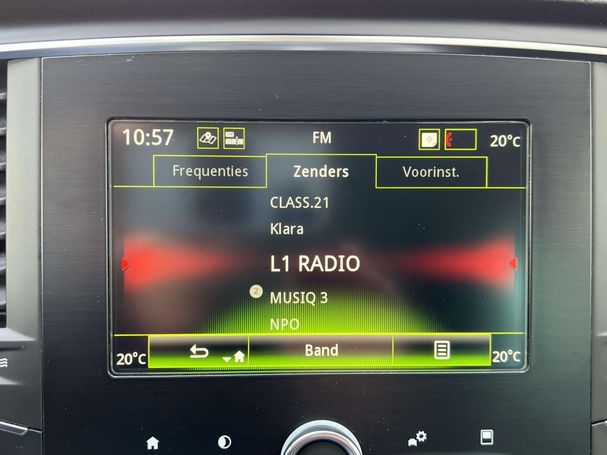 10:57 FM 0 20°C
Frequenties Zenders Voorinst.
CLASS.21
Klara
L1 RADIO
2 MUSIQ 3
NPO
20°C Band 20°C